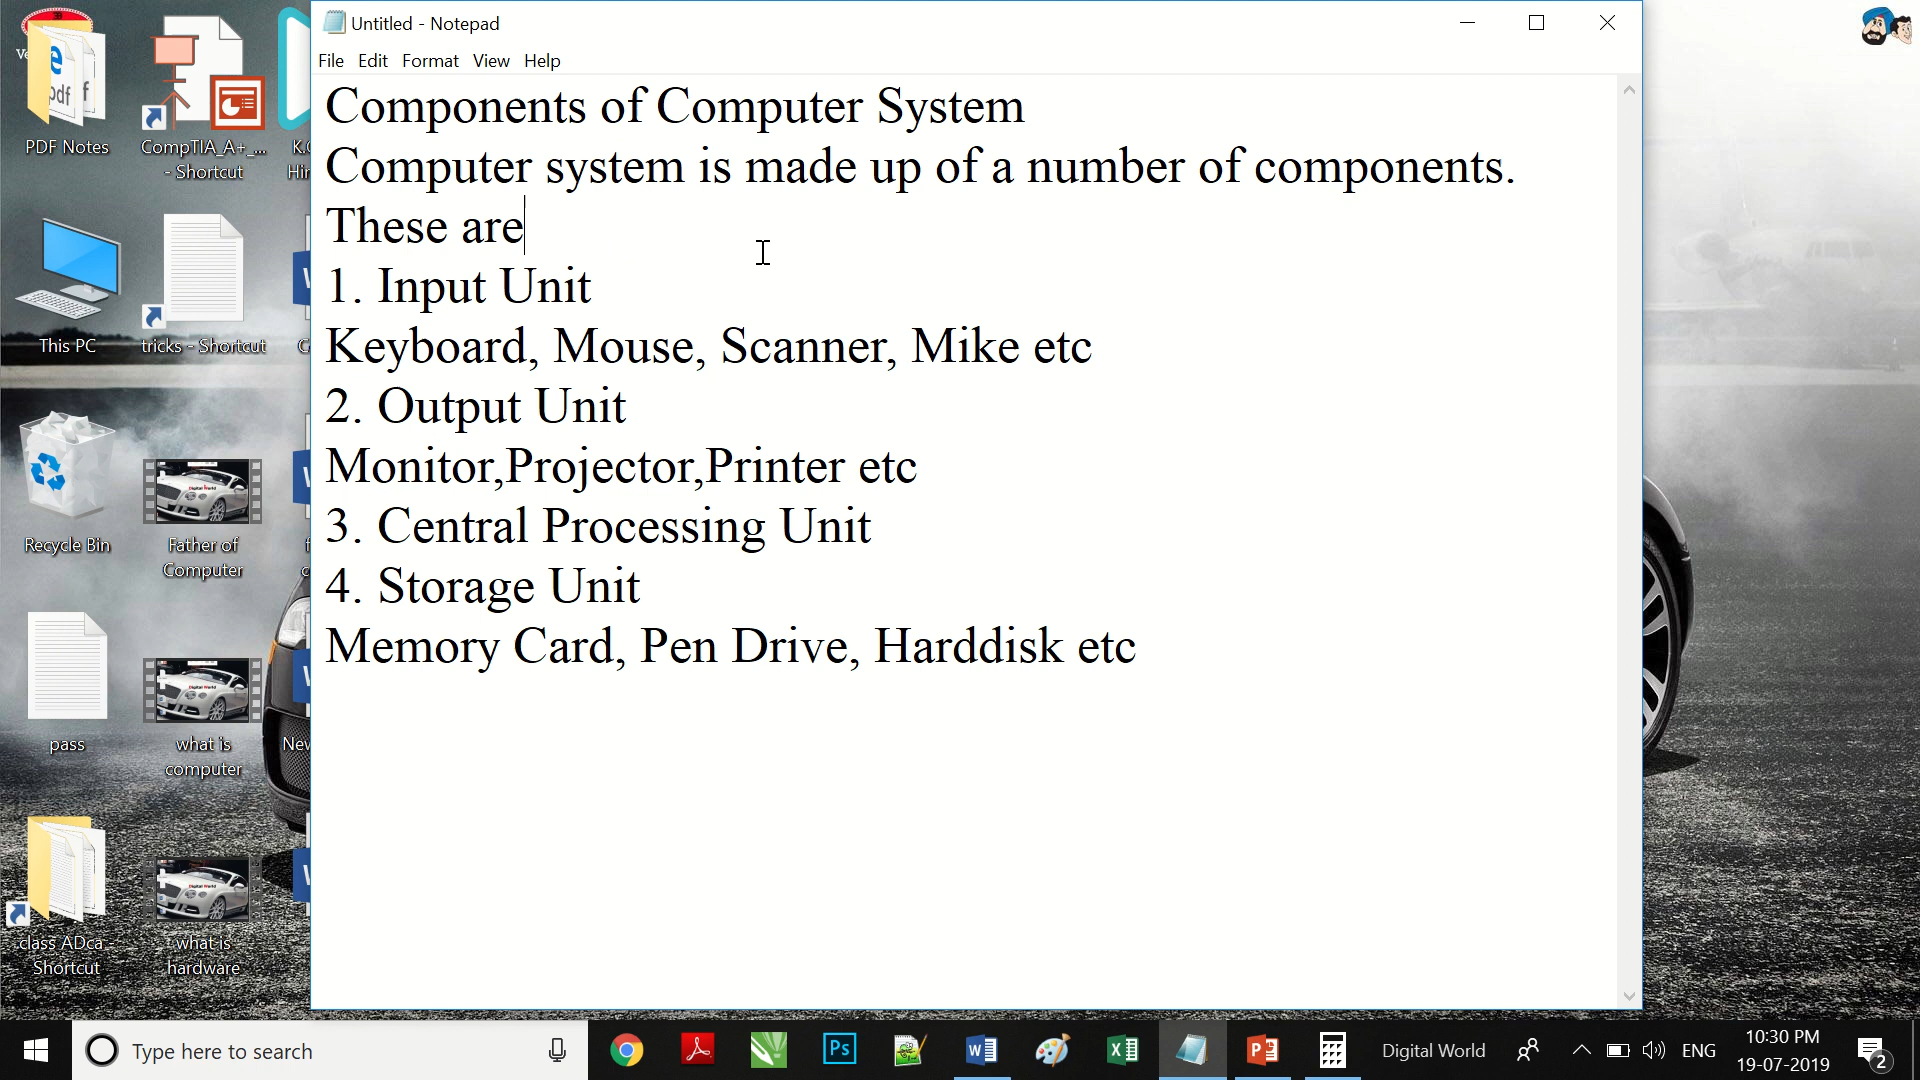 Untitled - Notepad
File Edit Format View Help
Components of Computer System
Computer system is made up of a number of components.
These are
1. Input Unit
Keyboard, Mouse, Scanner, Mike etc
2. Output Unit
Monitor,Projector,Printer etc
3. Central Processing Unit
4. Storage Unit
Memory Card, Pen Drive, Harddisk etc
PDF Notes
CompTIA_A+_...
- Shortcut
This PC
tricks - Shortcut
Recycle Bin
Father of
Computer
pass
what is
computer
class ADca -
Shortcut
what is
hardware
Type here to search
Ps
Digital World
ENG
10:30 PM
19-07-2019
2